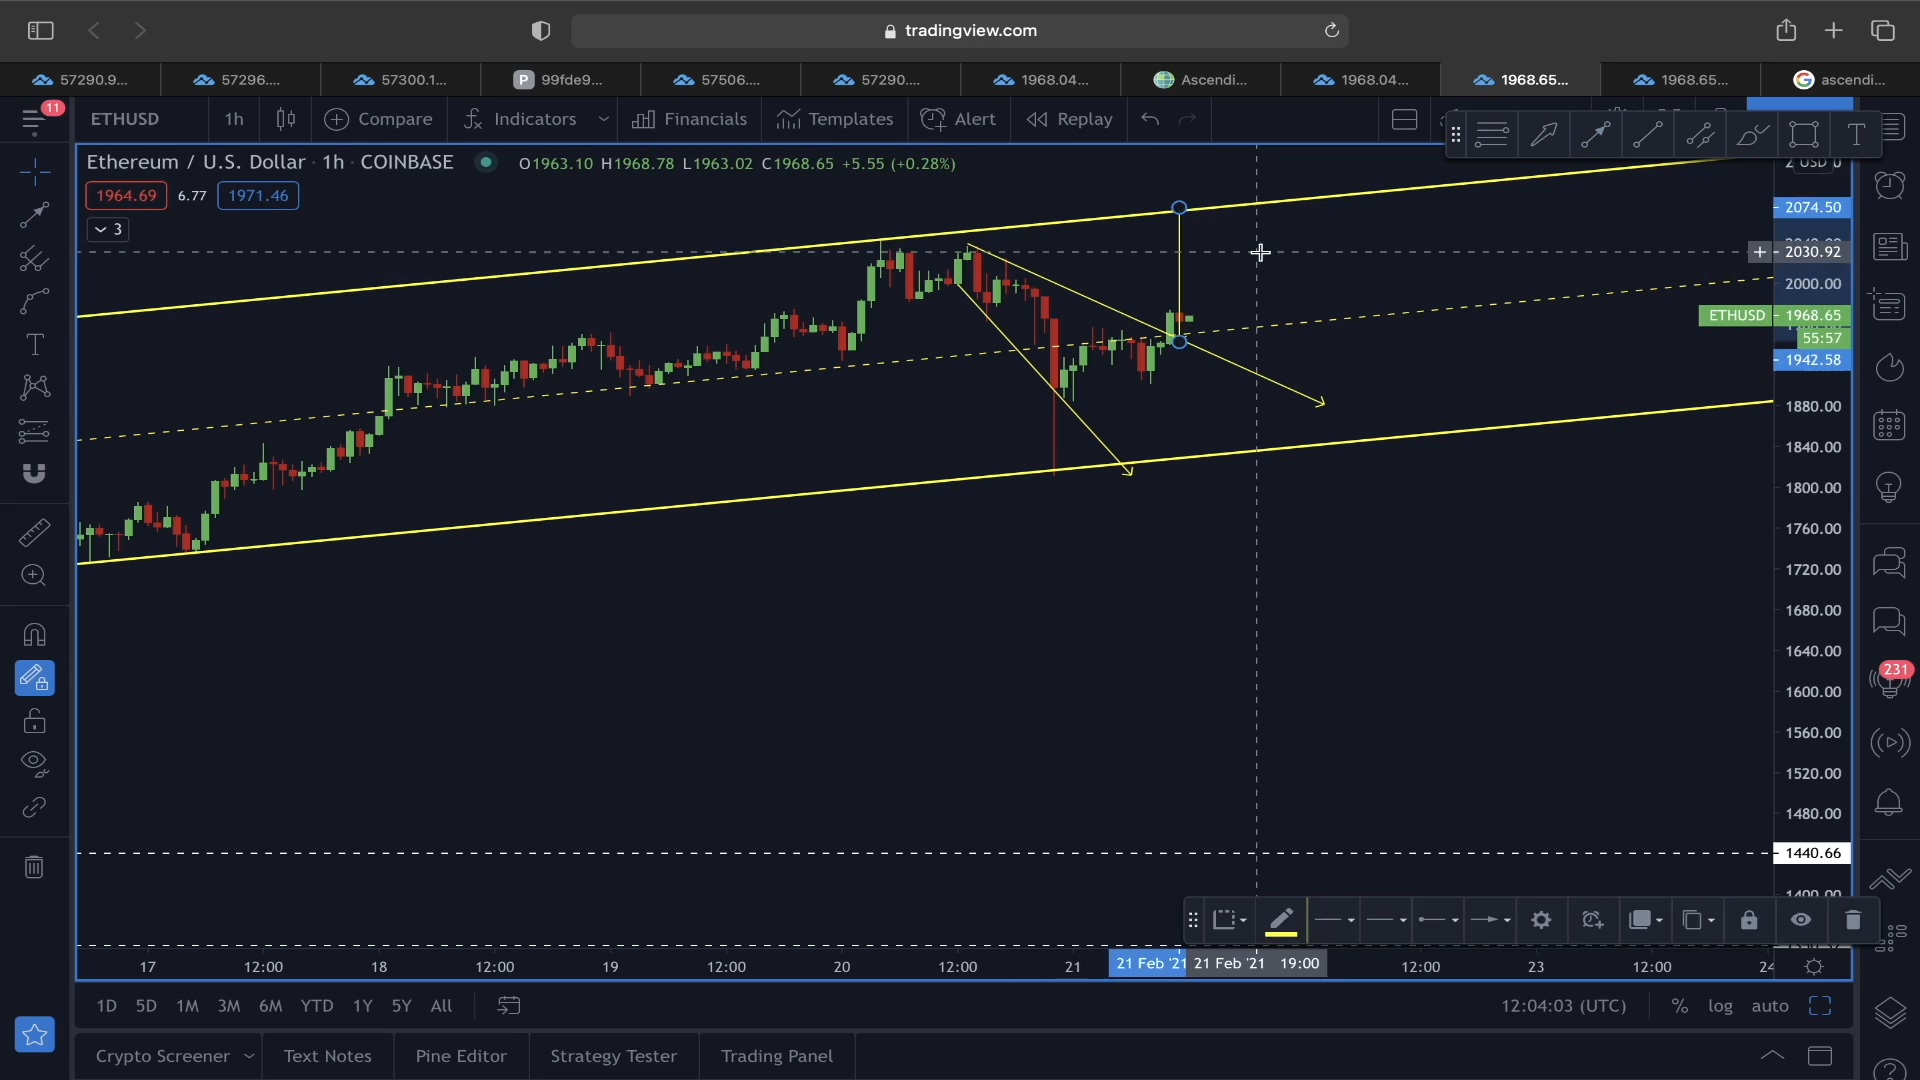 tradingview.com
57290.9...
57296....
57300.1...
P
99fde9...
57506....
57290....
1968.04...
Ascendi...
1968.04...
1968.65...
1968.65...
G
ascendi...
11
ETHUSD
1h
Compare
Indicators
Financials
Templates
Alert
Replay
T
Ethereum / U.S. Dollar · 1h · COINBASE
O1963.10 H1968.78 L1963.02 C1968.65 +5.55 (+0.28%)
USD
1964.69
6.77
1971.46
3
2074.50
2030.92
2000.00
ETHUSD
1968.65
55:57
1942.58
1880.00
1840.00
1800.00
1760.00
1720.00
1680.00
1640.00
1600.00
1560.00
1520.00
1480.00
1440.66
1400.00
231
T
17
12:00
18
12:00
19
12:00
20
12:00
21
21 Feb '21
21 Feb '21 19:00
12:00
23
12:00
24
1D
5D
1M
3M
6M
YTD
1Y
5Y
All
12:04:03 (UTC)
%
log
auto
Crypto Screener
Text Notes
Pine Editor
Strategy Tester
Trading Panel